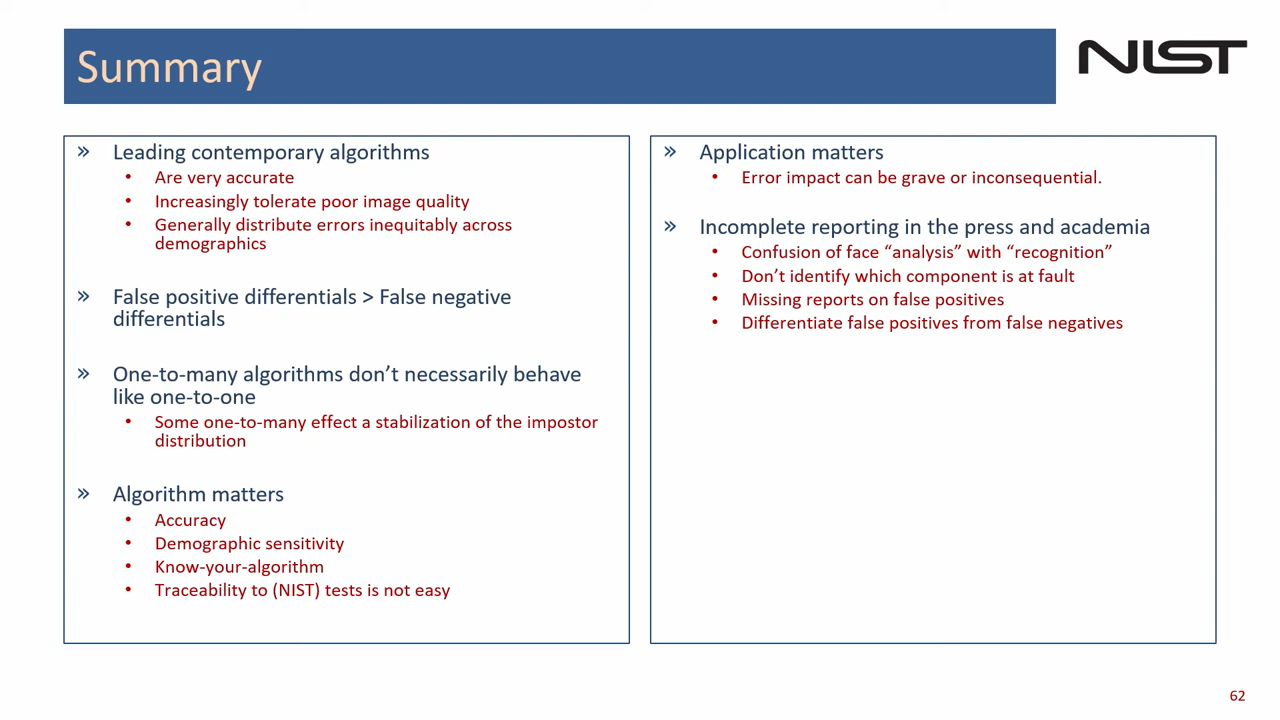 Summary
NIST
» Leading contemporary algorithms
• Are very accurate
• Increasingly tolerate poor image quality
• Generally distribute errors inequitably across
demographics
» False positive differentials > False negative
differentials
» One-to-many algorithms don’t necessarily behave
like one-to-one
• Some one-to-many effect a stabilization of the impostor
distribution
» Algorithm matters
• Accuracy
• Demographic sensitivity
• Know-your-algorithm
• Traceability to (NIST) tests is not easy
» Application matters
• Error impact can be grave or inconsequential.
» Incomplete reporting in the press and academia
• Confusion of face “analysis” with “recognition”
• Don’t identify which component is at fault
• Missing reports on false positives
• Differentiate false positives from false negatives
62